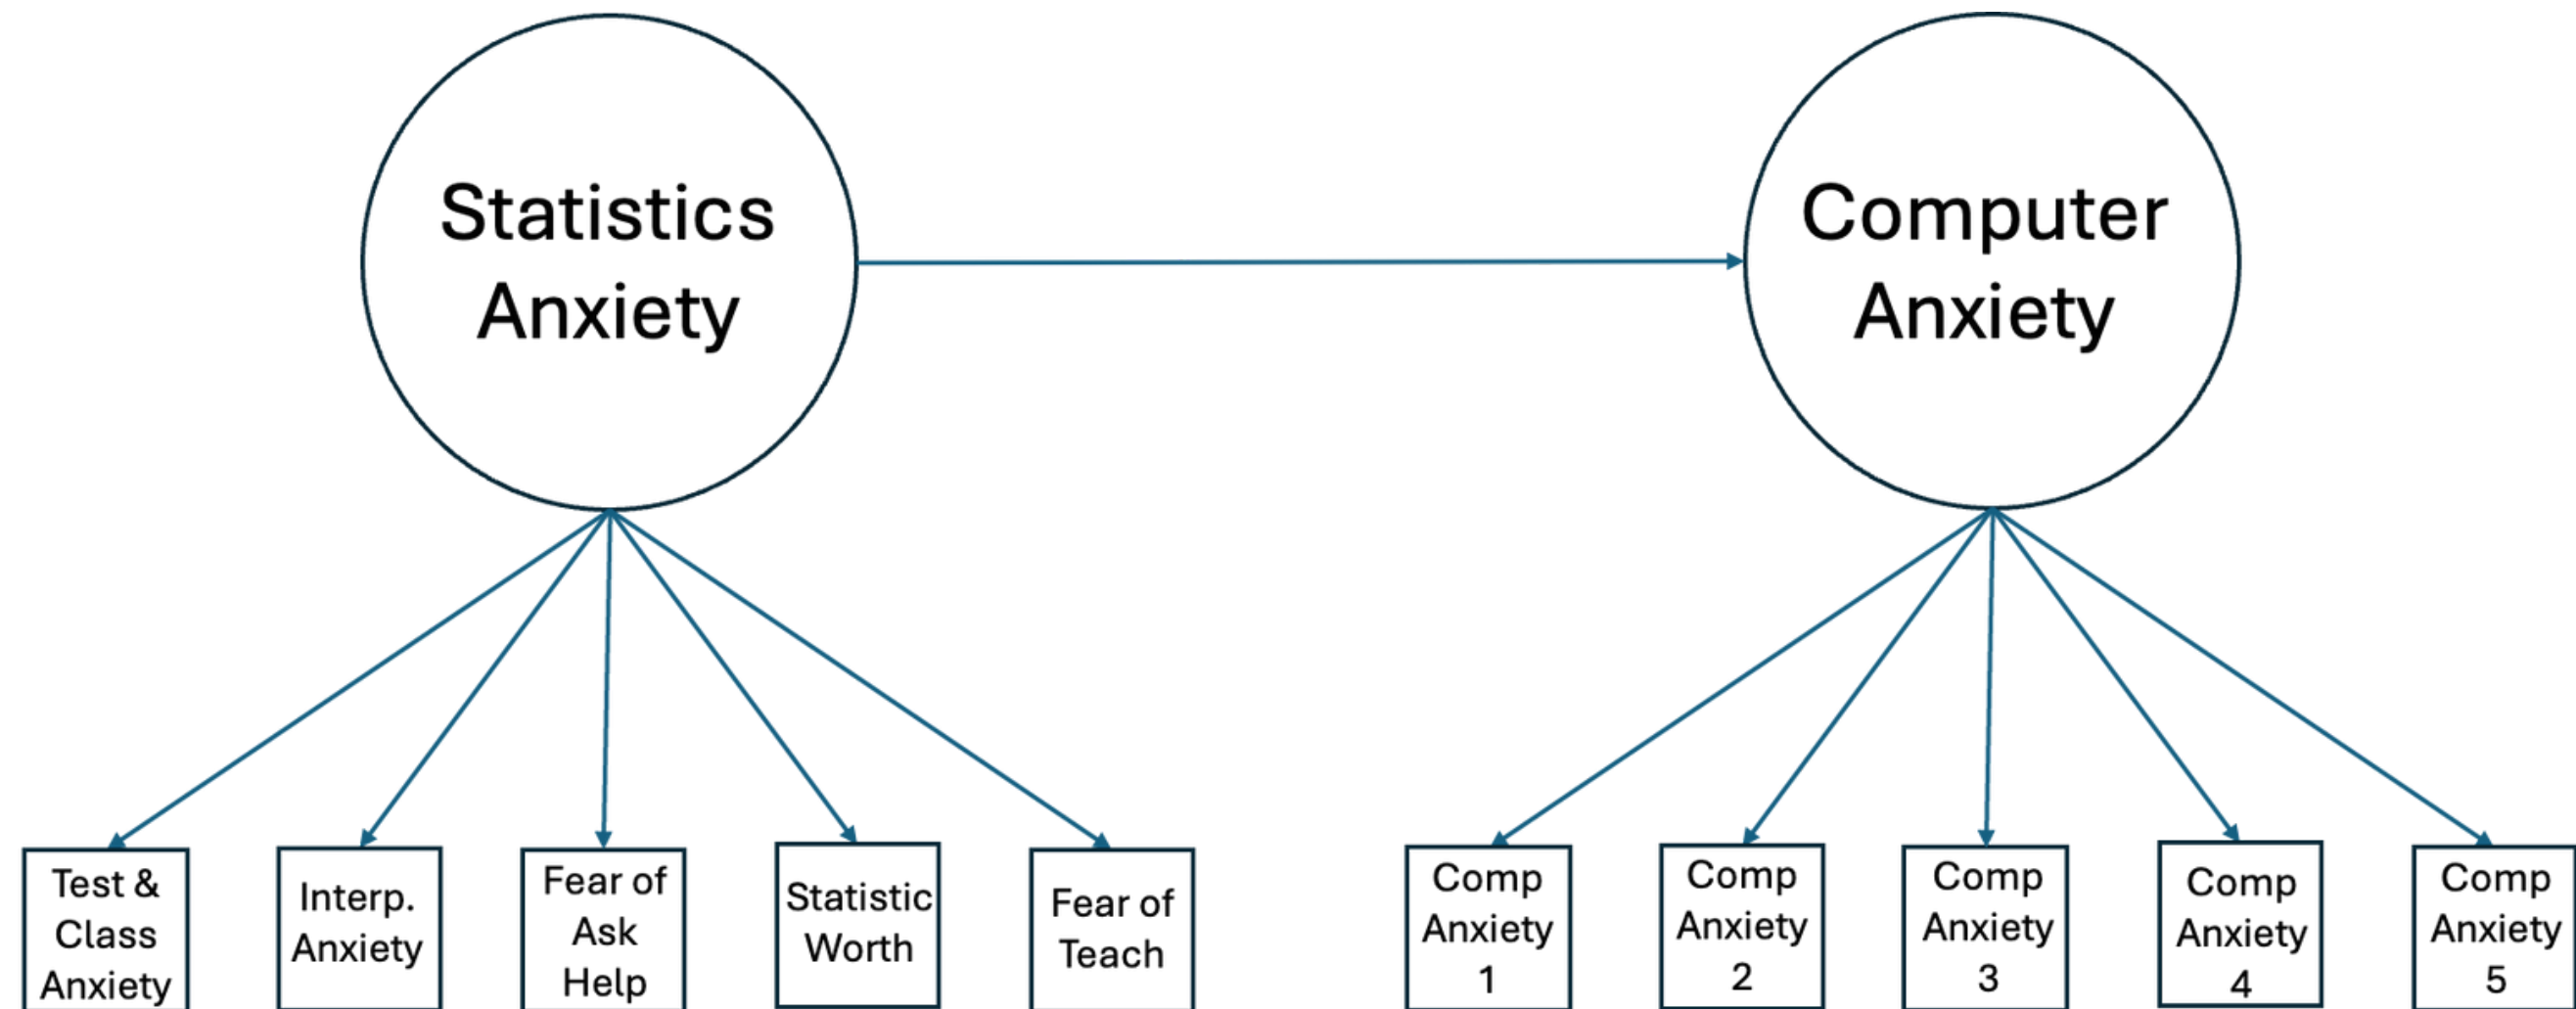 Statistics
Anxiety
Computer
Anxiety
Test &
Class
Anxiety
Interp.
Anxiety
Fear of
Ask
Help
Statistic
Worth
Fear of
Teach
Comp
Anxiety
1
Comp
Anxiety
2
Comp
Anxiety
3
Comp
Anxiety
4
Comp
Anxiety
5